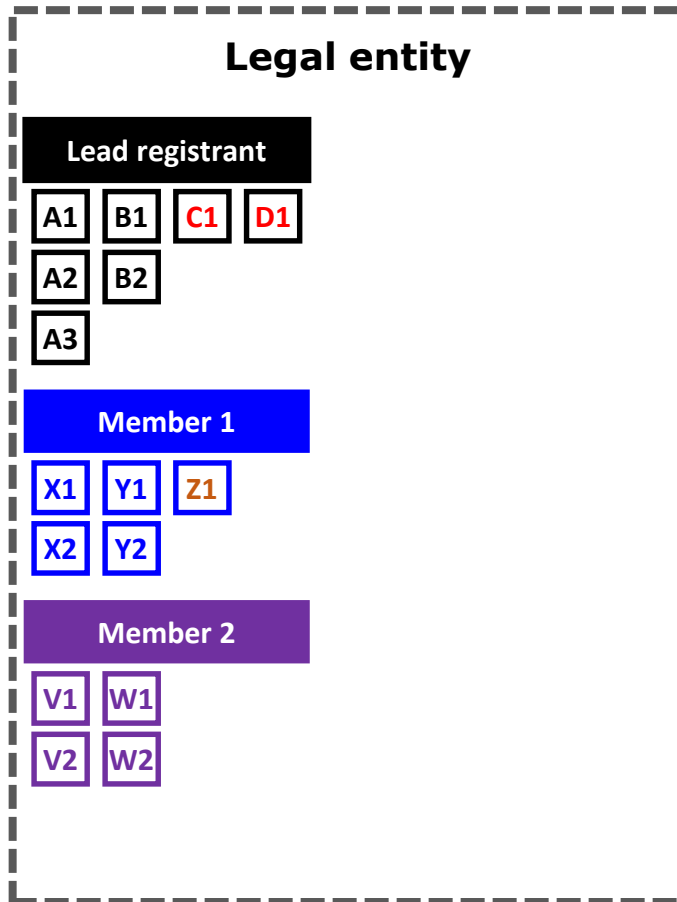 Legal entity
Lead registrant
A1 B1 C1 D1
A2 B2
A3
Member 1
X1 Y1 Z1
X2 Y2
Member 2
V1 W1
V2 W2